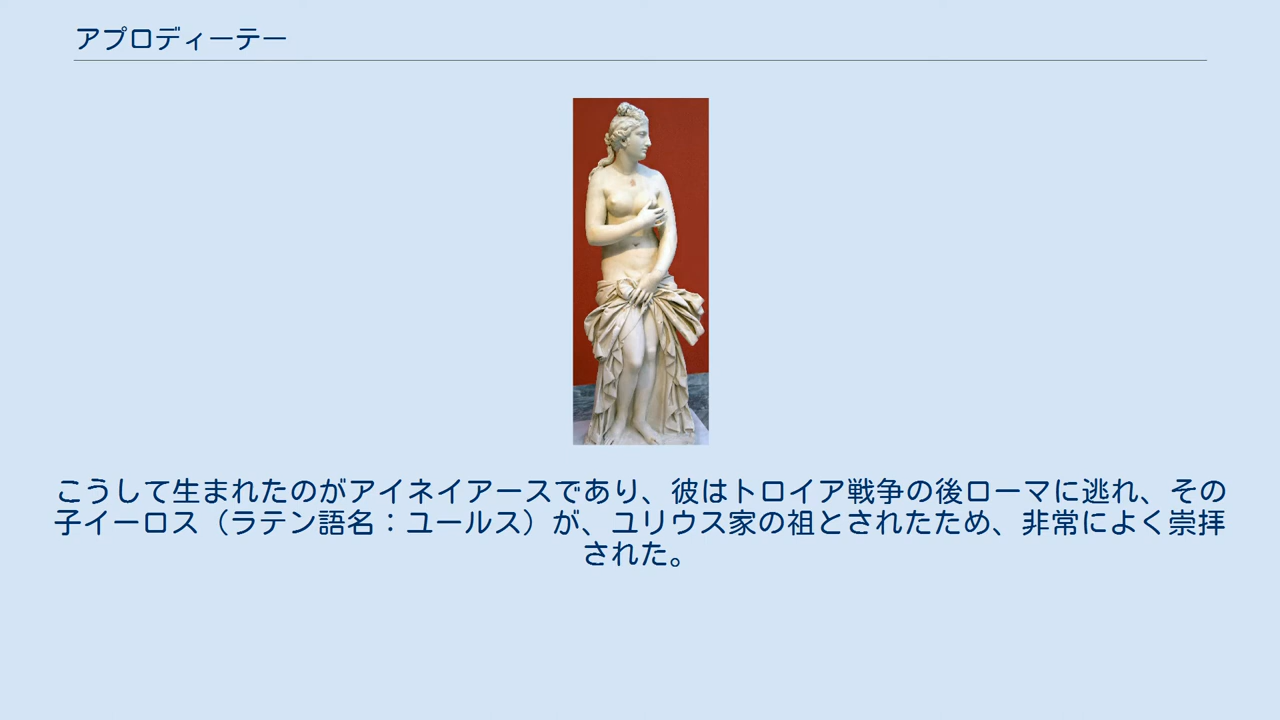 アプロディーテー
こうして生まれたのがアイネイアースであり、彼はトロイア戦争の後ローマに逃れ、その
子イーロス（ラテン語名：ユールス）が、ユリウス家の祖とされたため、非常によく崇拝
された。